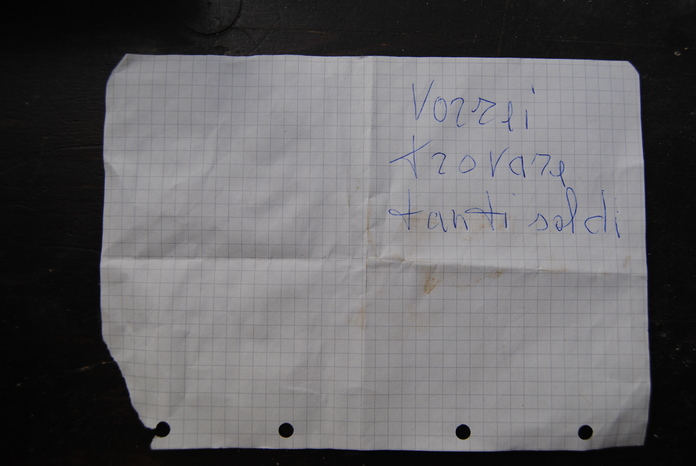 Vorrei
trovare
tanti soldi